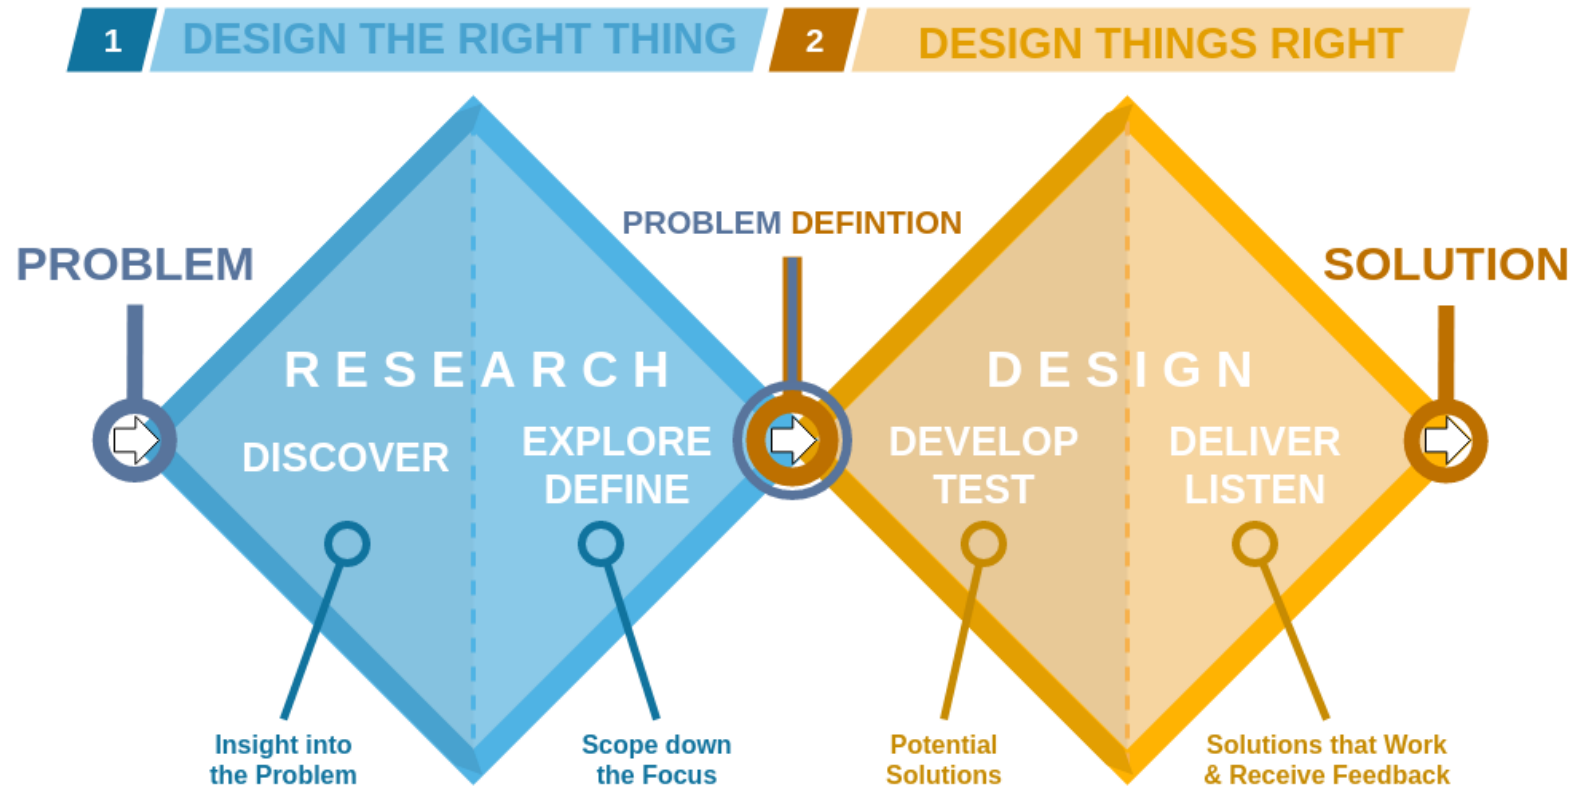 1 DESIGN THE RIGHT THING 2 DESIGN THINGS RIGHT
PROBLEM DEFINTION
PROBLEM
SOLUTION
RESEARCH
DESIGN
DISCOVER
EXPLORE
DEFINE
DEVELOP
TEST
DELIVER
LISTEN
Insight into
the Problem
Scope down
the Focus
Potential
Solutions
Solutions that Work
& Receive Feedback